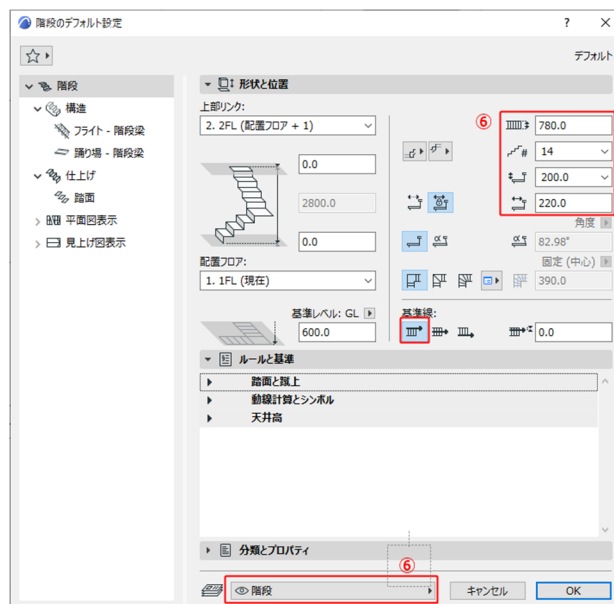 階段のデフォルト設定
? ×
デフォルト
階段
構造
フライト - 階段梁
踊り場 - 階段梁
仕上げ
踏面
平面図表示
見上げ図表示
形状と位置
上部リンク:
2. 2FL (配置フロア + 1)
0.0
2800.0
0.0
配置フロア:
1. 1FL (現在)
基準レベル: GL
600.0
⑥
780.0
14
200.0
220.0
角度
82.98°
固定 (中心)
390.0
基準線:
0.0
ルールと基準
踏面と蹴上
動線計算とシンボル
天井高
分類とプロパティ
⑥
階段
キャンセル
OK